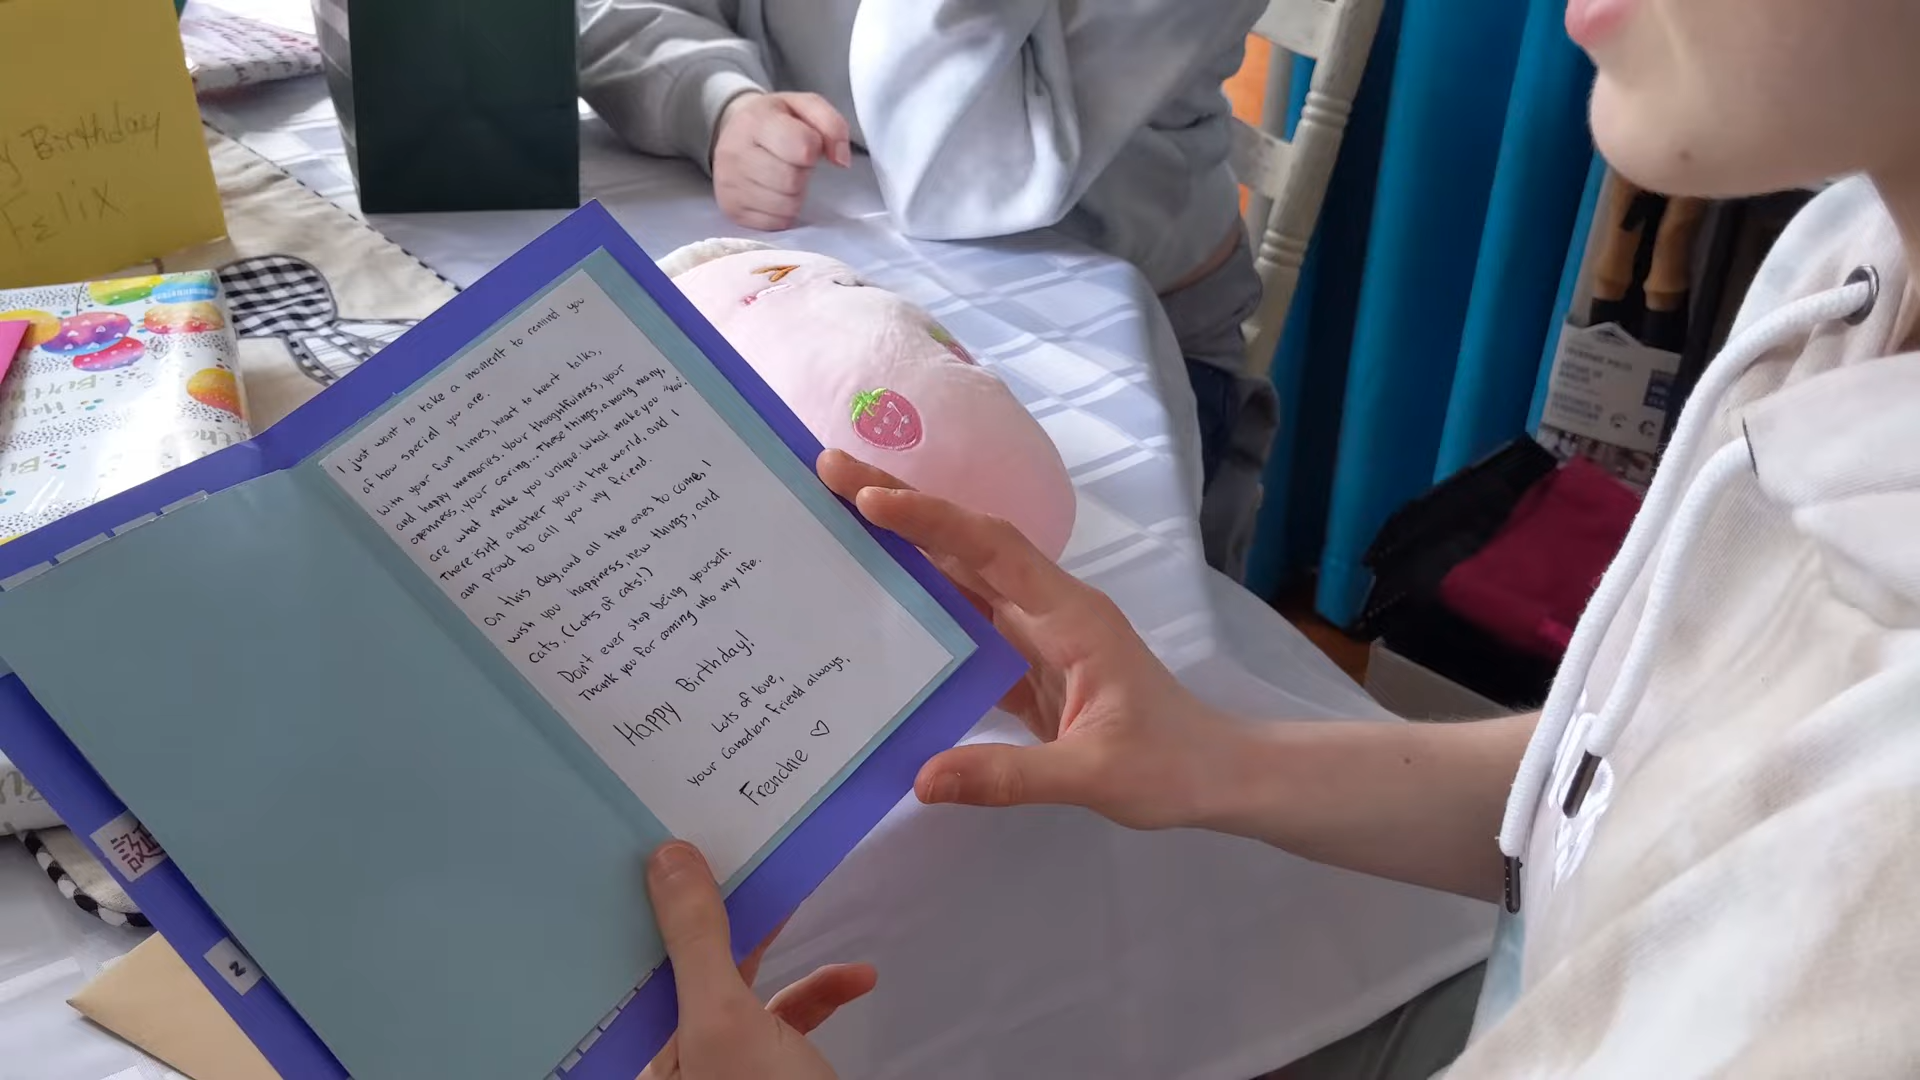 y Birthday
Felix
I just want to take a moment to remind you
of how special you are.
With your fun times, heart to heart talks,
and happy memories. Your thoughtfulness, your
openness, your caring... These things, among many,
are what make you unique. What make you "You".
There isn't another you in the world, and I
am proud to call you my friend.
On this day, and all the ones to come, I
wish you happiness, new things, and
cats. (Lots of cats!)
Don't ever stop being yourself.
Thank you for coming into my life.
Happy Birthday!
Lots of love,
your Canadian friend always,
Frenchie ♡
誕
N